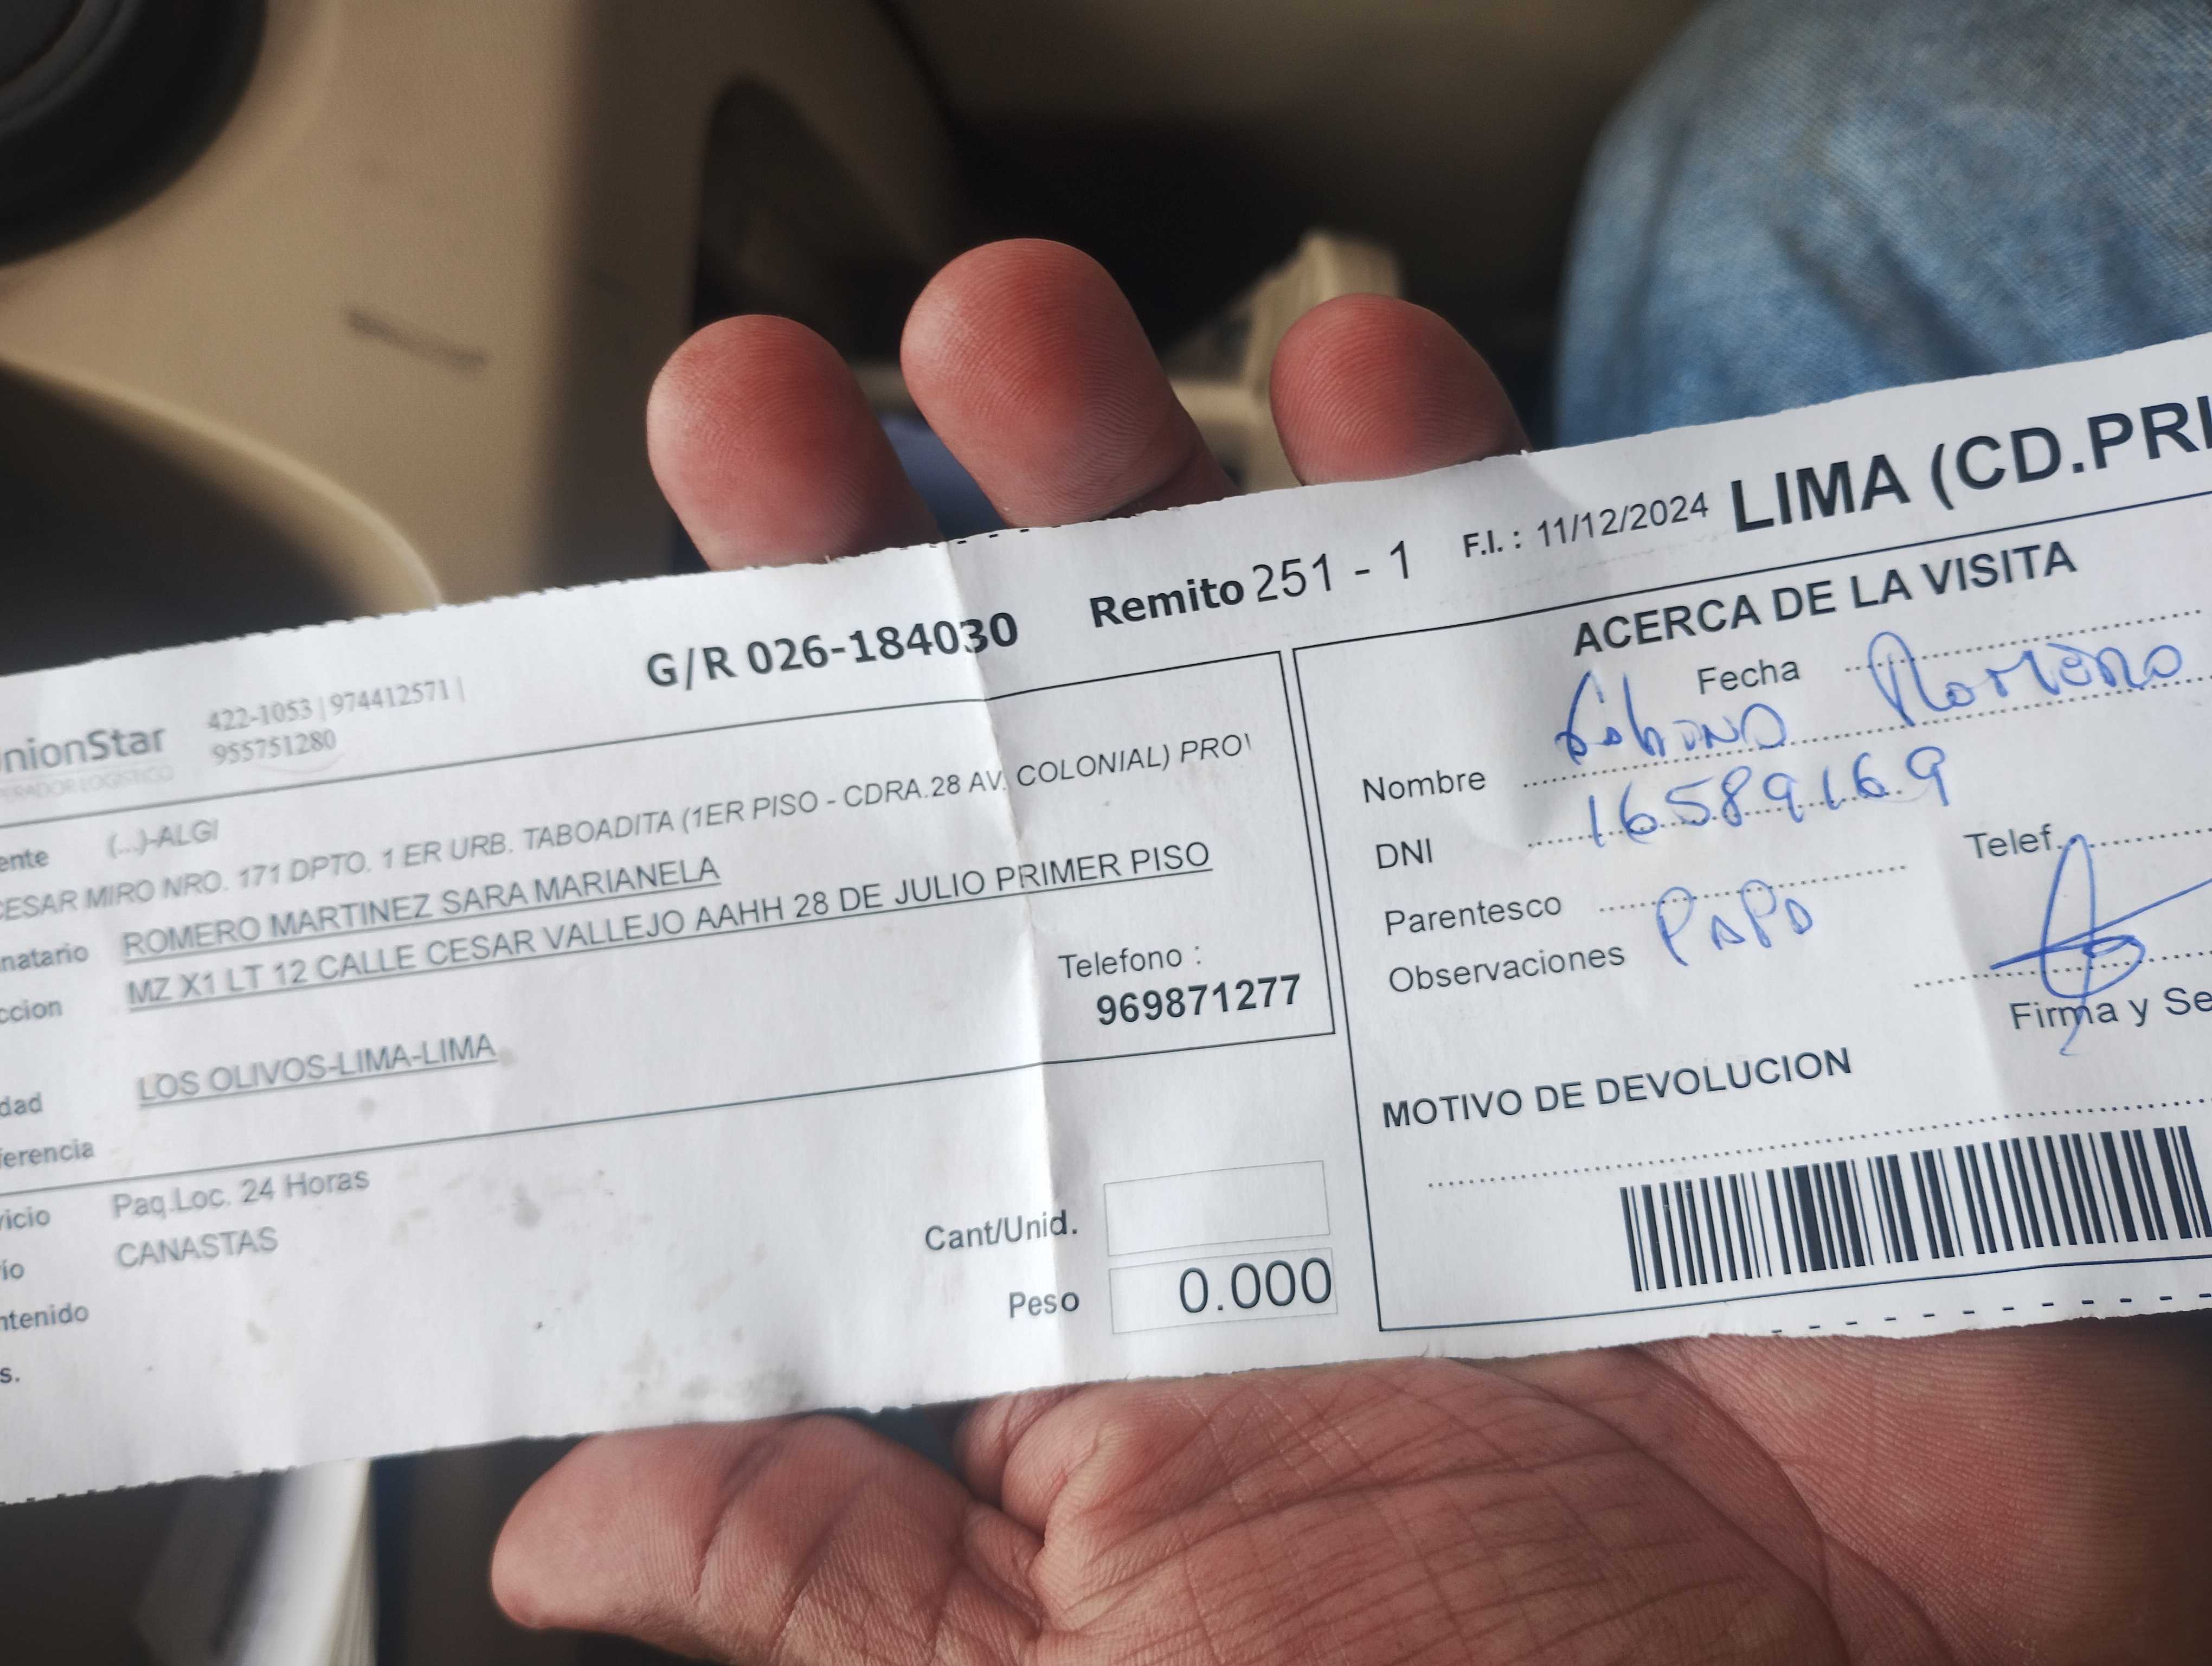 G/R 026-184030 Remito 251 - 1 F.I. : 11/12/2024 LIMA (CD.PRI
nionStar 422-1053 | 974412571 |
955751280
ERADOR LOGISTICO
ente (...)-ALGI
CESAR MIRO NRO. 171 DPTO. 1 ER URB. TABOADITA (1ER PISO - CDRA.28 AV. COLONIAL) PRO
natario ROMERO MARTINEZ SARA MARIANELA
ccion MZ X1 LT 12 CALLE CESAR VALLEJO AAHH 28 DE JULIO PRIMER PISO
Telefono :
969871277
dad LOS OLIVOS-LIMA-LIMA
ferencia
vicio Paq.Loc. 24 Horas
ío CANASTAS
ntenido
s.
Cant/Unid.
Peso 0.000
ACERCA DE LA VISITA
Fecha
Nombre Romero
DNI 16589169
Telef.
Parentesco PAPA
Observaciones
Firma y Se
MOTIVO DE DEVOLUCION